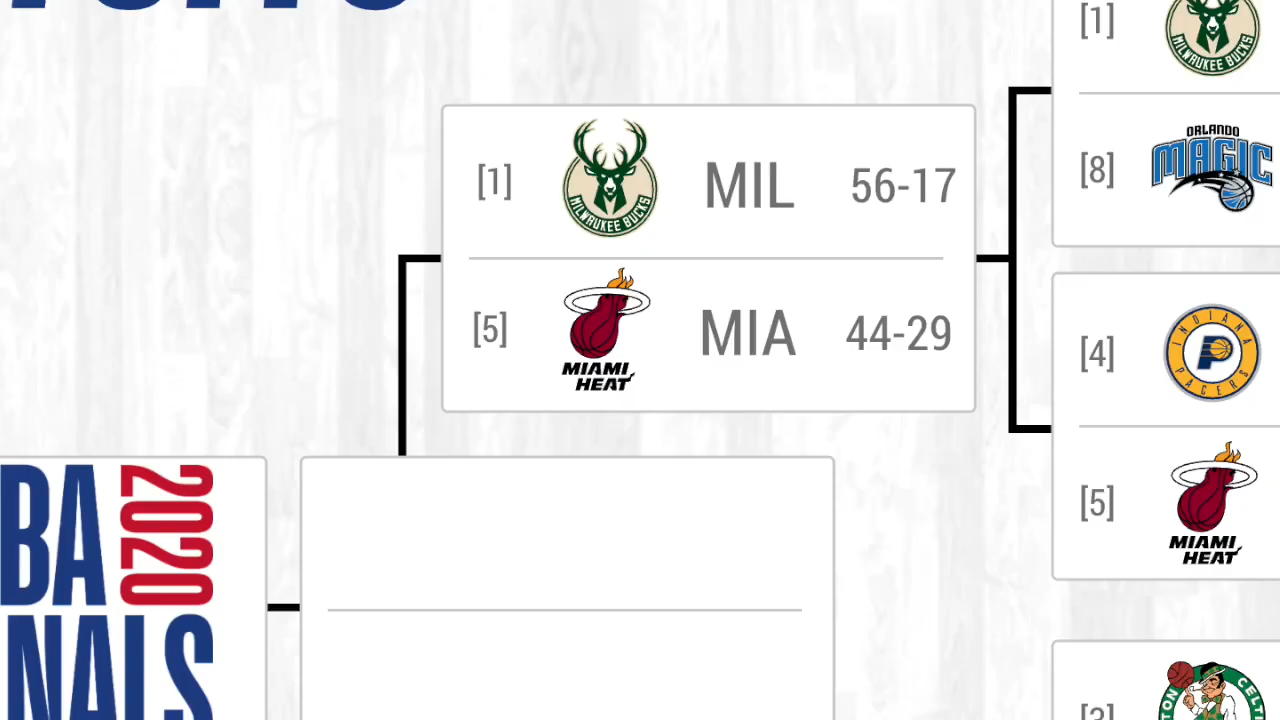 [1] MILWAUKEE BUCKS MIL 56-17
[5] MIAMI HEAT MIA 44-29
[1] MILWAUKEE BUCKS
[8] ORLANDO MAGIC
[4] INDIANA PACERS
[5] MIAMI HEAT
BA 2020
NALS